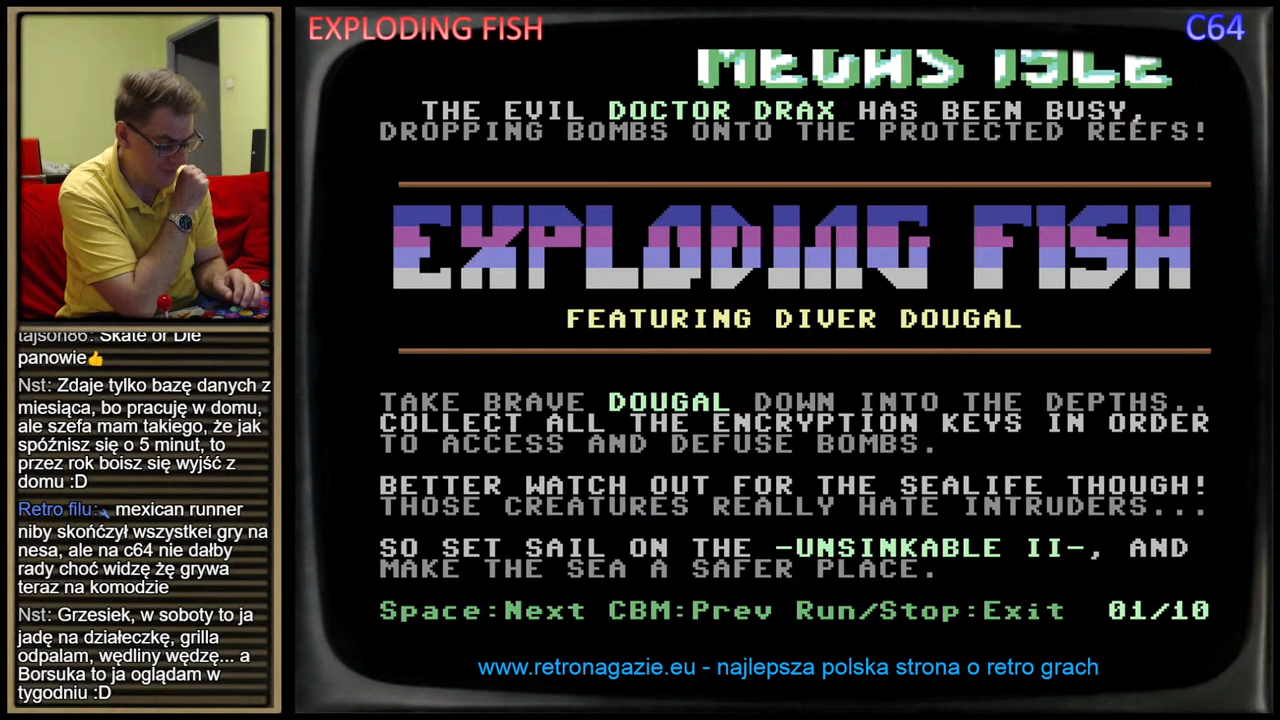 EXPLODING FISH
C64
MEGAS IGLE
THE EVIL DOCTOR DRAX HAS BEEN BUSY,
DROPPING BOMBS ONTO THE PROTECTED REEFS!
EXPLODING FISH
FEATURING DIVER DOUGAL
TAKE BRAVE DOUGAL DOWN INTO THE DEPTHS..
COLLECT ALL THE ENCRYPTION KEYS IN ORDER
TO ACCESS AND DEFUSE BOMBS.
BETTER WATCH OUT FOR THE SEALIFE THOUGH!
THOSE CREATURES REALLY HATE INTRUDERS...
SO SET SAIL ON THE -UNSINKABLE II-, AND
MAKE THE SEA A SAFER PLACE.
Space:Next CBM:Prev Run/Stop:Exit 01/10
www.retronagazie.eu - najlepsza polska strona o retro grach
tajson86: Skate or Die
panowie👍
Nst: Zdaje tylko bazę danych z
miesiąca, bo pracuję w domu,
ale szefa mam takiego, że jak
spóźnisz się o 5 minut, to
przez rok boisz się wyjść z
domu :D
Retro filu: mexican runner
niby skońćzył wszystkei gry na
nesa, ale na c64 nie dałby
rady choć widzę żę grywa
teraz na komodzie
Nst: Grzesiek, w soboty to ja
jadę na działeczkę, grilla
odpalam, wędliny wędzę... a
Borsuka to ja oglądam w
tygodniu :D